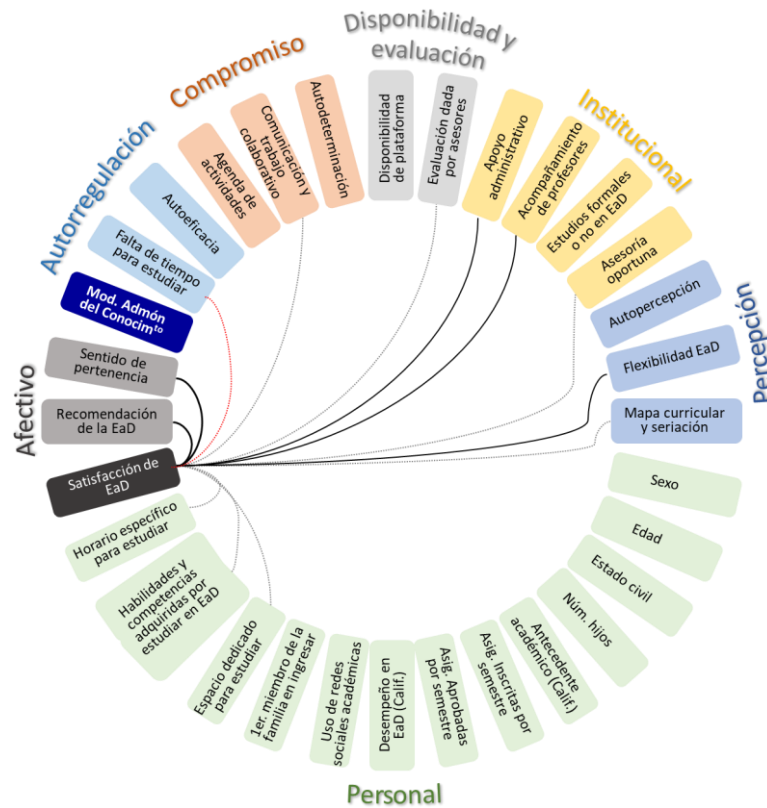 Disponibilidad y
evaluación
Disponibilidad
de plataforma
Evaluación dada
por asesores
Institucional
Apoyo
administrativo
Acompañamiento
de profesores
Estudios formales
o no en EaD
Asesoría
oportuna
Percepción
Autopercepción
Flexibilidad EaD
Mapa curricular
y seriación
Sexo
Edad
Estado civil
Núm. hijos
Antecedente
académico (Calif.)
Asig. Inscritas por
semestre
Asig. Aprobadas
por semestre
Desempeño en
EaD (Calif.)
Uso de redes
sociales académicas
1er. miembro de la
familia en ingresar
Espacio dedicado
para estudiar
Habilidades y
competencias
adquiridas por
estudiar en EaD
Horario específico
para estudiar
Personal
Afectivo
Satisfacción de
EaD
Recomendación
de la EaD
Sentido de
pertenencia
Mod. Admón
del Conocimto
Autorregulación
Falta de tiempo
para estudiar
Autoeficacia
Compromiso
Agenda de
actividades
Comunicación y
trabajo
colaborativo
Autodeterminación